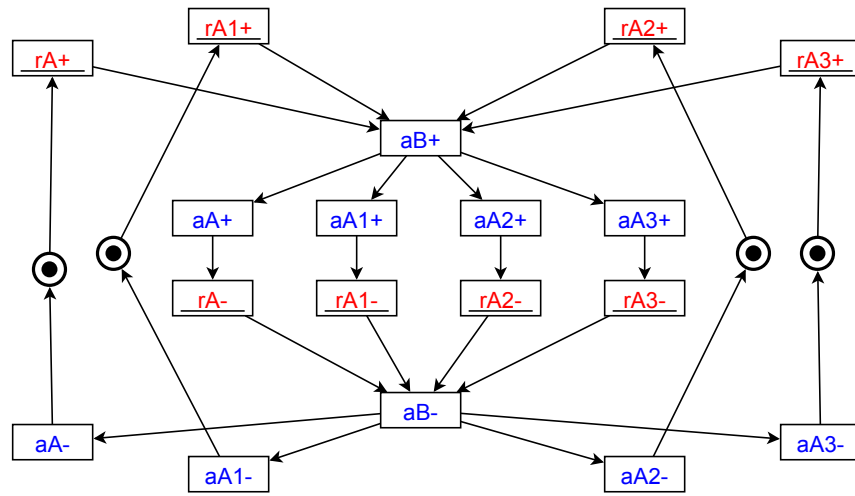 rA1+
rA2+
rA+
rA3+
aB+
aA+
aA1+
aA2+
aA3+
rA-
rA1-
rA2-
rA3-
aB-
aA-
aA3-
aA1-
aA2-